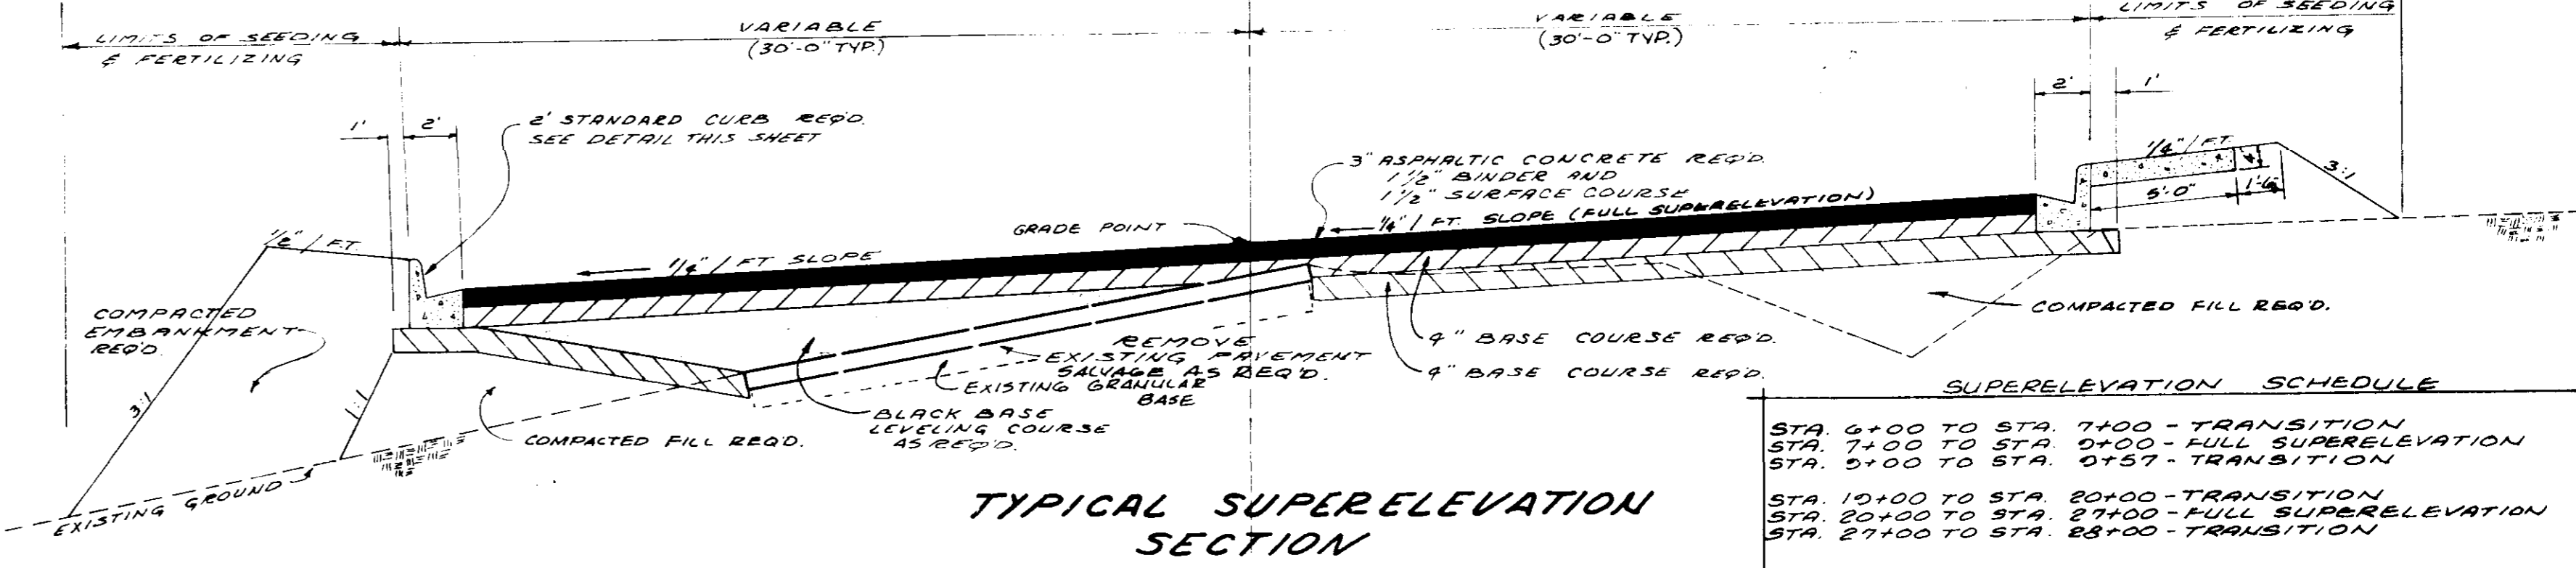 LIMITS OF SEEDING
& FERTILIZING
VARIABLE
(30'-0" TYP.)
VARIABLE
(30'-0" TYP.)
LIMITS OF SEEDING
& FERTILIZING
1'
2'
2' STANDARD CURB REQ'D.
SEE DETAIL THIS SHEET
2'
1'
3" ASPHALTIC CONCRETE REQ'D.
1 1/2" BINDER AND
1 1/2" SURFACE COURSE
1/4" / FT. SLOPE (FULL SUPERELEVATION)
1/4" / FT.
4"
5'-0"
1'-6"
3:1
GRADE POINT
1/2" / FT.
1/4" / FT SLOPE
COMPACTED
EMBANKMENT
REQ'D.
3:1
1:1
EXISTING GROUND
COMPACTED FILL REQ'D.
BLACK BASE
LEVELING COURSE
AS REQ'D.
REMOVE
EXISTING PAVEMENT
SALVAGE AS REQ'D.
EXISTING GRANULAR
BASE
4" BASE COURSE REQ'D.
4" BASE COURSE REQ'D.
COMPACTED FILL REQ'D.
TYPICAL SUPERELEVATION
SECTION
SUPERELEVATION SCHEDULE
STA. 6+00 TO STA. 7+00 - TRANSITION
STA. 7+00 TO STA. 9+00 - FULL SUPERELEVATION
STA. 9+00 TO STA. 9+57 - TRANSITION
STA. 19+00 TO STA. 20+00 - TRANSITION
STA. 20+00 TO STA. 27+00 - FULL SUPERELEVATION
STA. 27+00 TO STA. 28+00 - TRANSITION